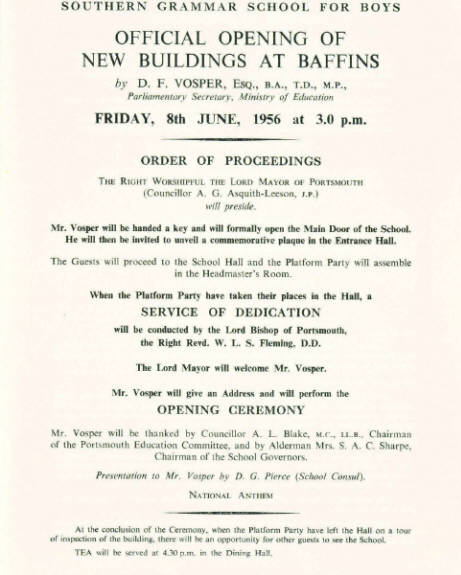 SOUTHERN GRAMMAR SCHOOL FOR BOYS
OFFICIAL OPENING OF
NEW BUILDINGS AT BAFFINS
by D. F. VOSPER, ESQ., B.A., T.D., M.P.,
Parliamentary Secretary, Ministry of Education
FRIDAY, 8th JUNE, 1956 at 3.0 p.m.
ORDER OF PROCEEDINGS
THE RIGHT WORSHIPFUL THE LORD MAYOR OF PORTSMOUTH
(Councillor A. G. Asquith-Leeson, J.P.)
will preside.
Mr. Vosper will be handed a key and will formally open the Main Door of the School.
He will then be invited to unveil a commemorative plaque in the Entrance Hall.
The Guests will proceed to the School Hall and the Platform Party will assemble
in the Headmaster's Room.
When the Platform Party have taken their places in the Hall, a
SERVICE OF DEDICATION
will be conducted by the Lord Bishop of Portsmouth,
the Right Revd. W. L. S. Fleming, D.D.
The Lord Mayor will welcome Mr. Vosper.
Mr. Vosper will give an Address and will perform the
OPENING CEREMONY
Mr. Vosper will be thanked by Councillor A. L. Blake, M.C., LL.B., Chairman
of the Portsmouth Education Committee, and by Alderman Mrs. S. A. C. Sharpe,
Chairman of the School Governors.
Presentation to Mr. Vosper by D. G. Pierce (School Consul).
NATIONAL ANTHEM
At the conclusion of the Ceremony, when the Platform Party have left the Hall on a tour
of inspection of the building, there will be an opportunity for other guests to see the School.
TEA will be served at 4.30 p.m. in the Dining Hall.